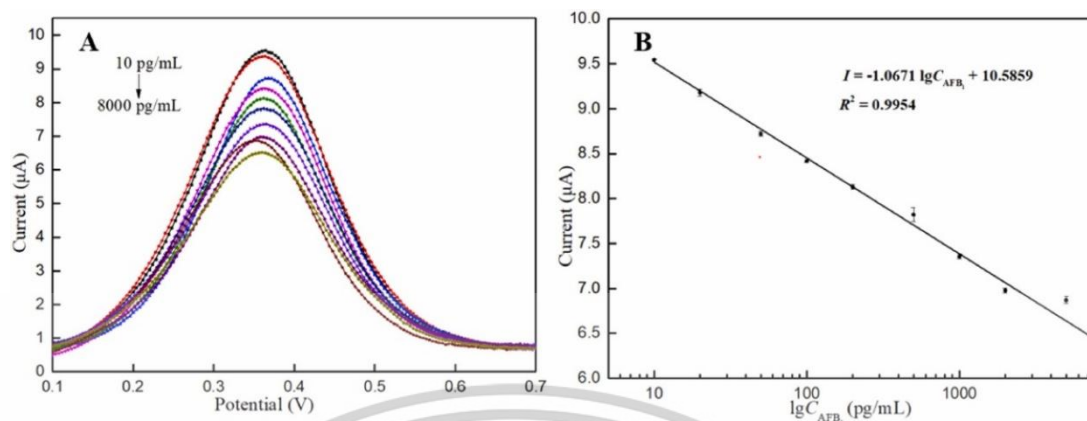 A
10 pg/mL
8000 pg/mL
Current (μA)
10
9
8
7
6
5
4
3
2
1
0
0.1 0.2 0.3 0.4 0.5 0.6 0.7
Potential (V)
B
I = -1.0671 lgC_AFB₁ + 10.5859
R² = 0.9954
Current (μA)
10.0
9.5
9.0
8.5
8.0
7.5
7.0
6.5
6.0
10 100 1000
lgC_AFB₁ (pg/mL)